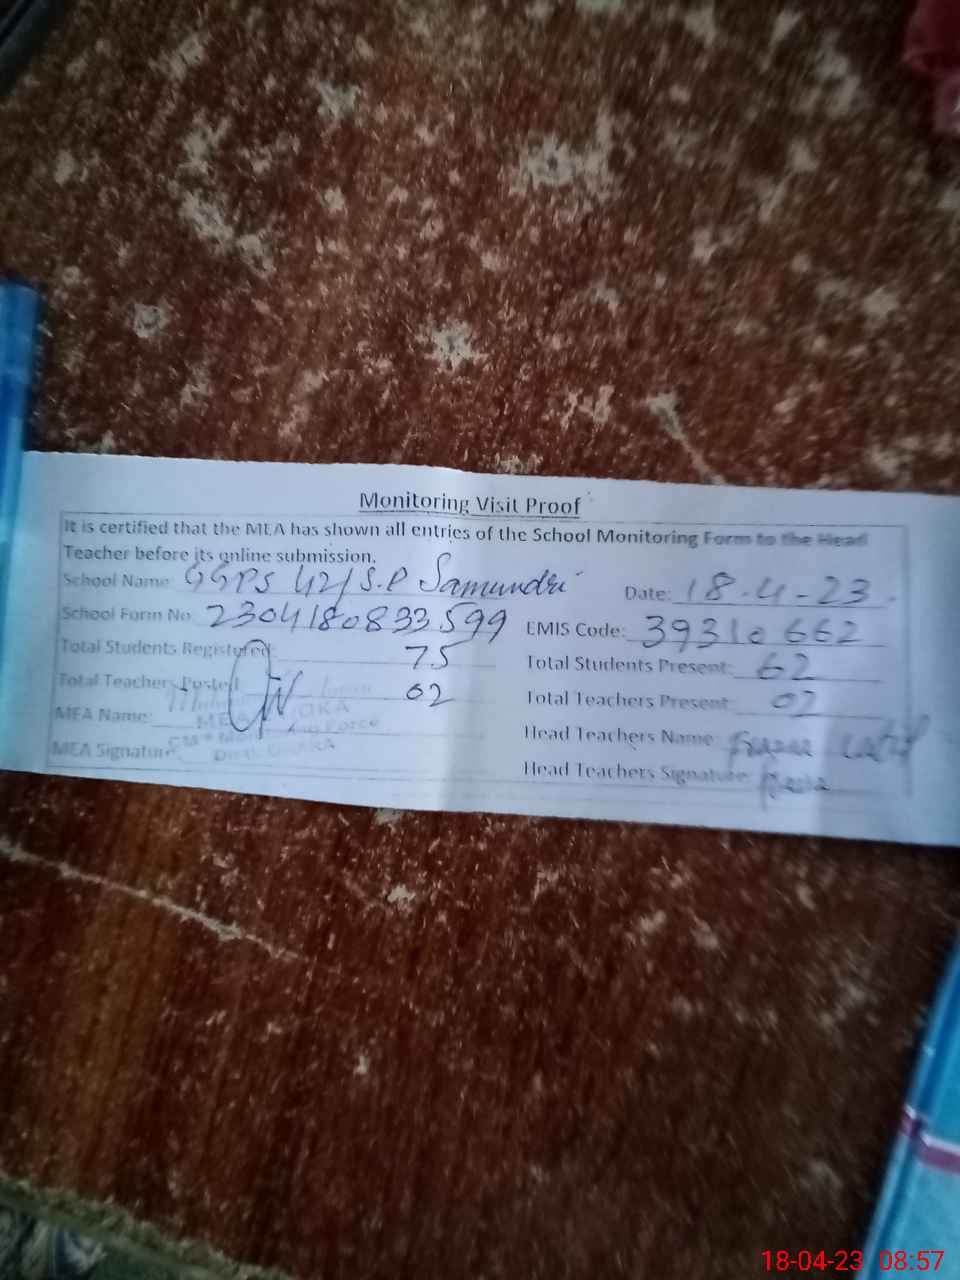 Monitoring Visit Proof
It is certified that the MEA has shown all entries of the School Monitoring Form to the Head
Teacher before its online submission.
School Name: GGPS 42/S.P Samundri
Date: 18-4-23
School Form No: 2304180833599
EMIS Code: 39310662
Total Students Registered: 75
Total Students Present: 62
Total Teachers Posted: 02
Total Teachers Present: 02
MEA Name:
MEA
OKARA
Head Teachers Name:
MEA Signature:
Head Teachers Signature:
18-04-23 08:57